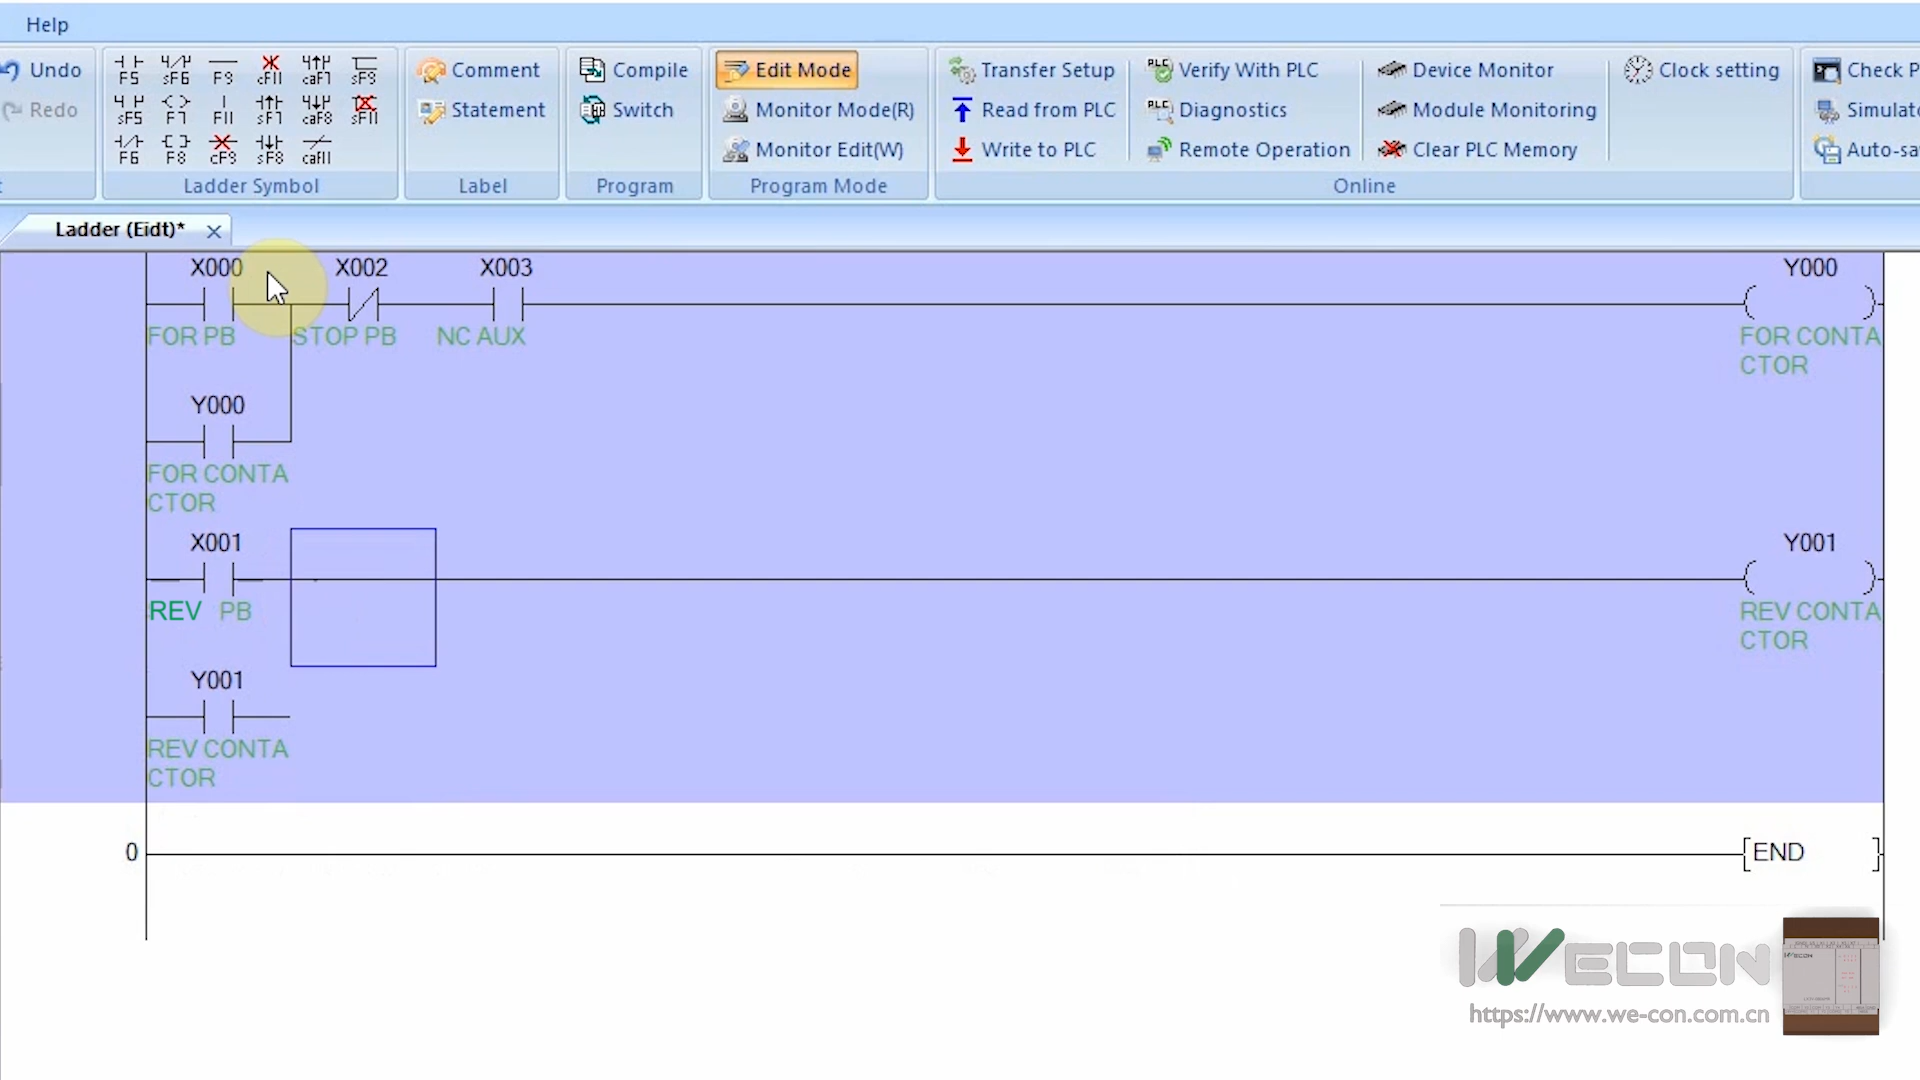 Help
Undo
Redo
F5 sF6 F9 cF11 caF7 sF9
sF5 F7 F11 sF7 caF8 sF11
F6 F8 cF9 sF8 caF11
Ladder Symbol
Comment
Statement
Label
Compile
Switch
Program
Edit Mode
Monitor Mode(R)
Monitor Edit(W)
Program Mode
Transfer Setup
Read from PLC
Write to PLC
Verify With PLC
Diagnostics
Remote Operation
Device Monitor
Module Monitoring
Clear PLC Memory
Clock setting
Online
Check P
Simulato
Auto-sa
Ladder (Eidt)*
X000 X002 X003 Y000
FOR PB STOP PB NC AUX FOR CONTA
CTOR
Y000
FOR CONTA
CTOR
X001 Y001
REV PB REV CONTA
CTOR
Y001
REV CONTA
CTOR
0 END
WECON
https://www.we-con.com.cn